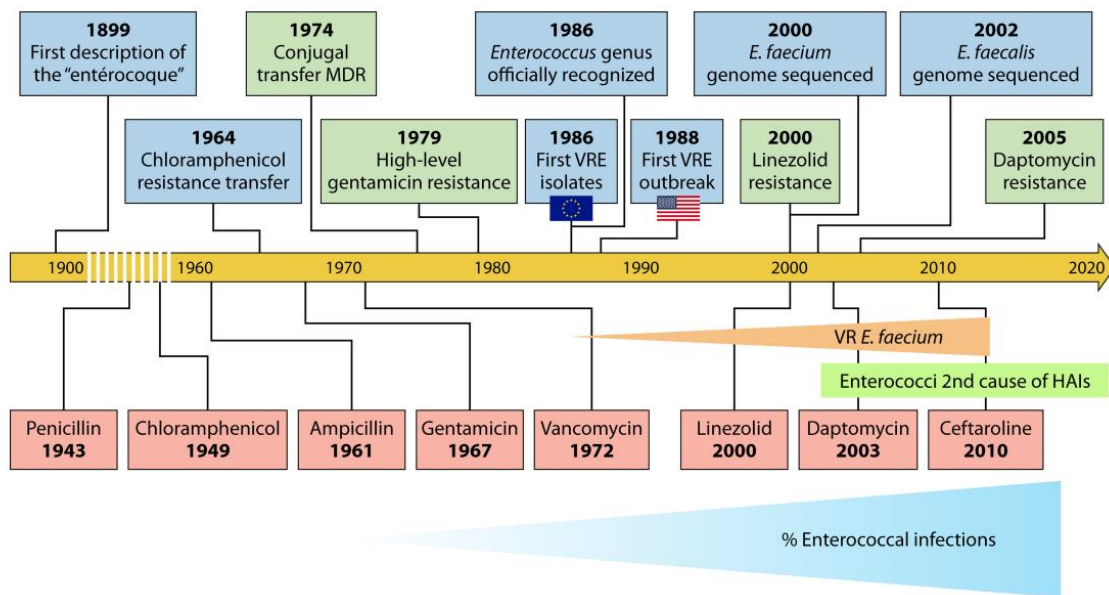 1899
First description of
the “entérocoque”
1974
Conjugal
transfer MDR
1986
Enterococcus genus
officially recognized
2000
E. faecium
genome sequenced
2002
E. faecalis
genome sequenced
1964
Chloramphenicol
resistance transfer
1979
High-level
gentamicin resistance
1986
First VRE
isolates
1988
First VRE
outbreak
2000
Linezolid
resistance
2005
Daptomycin
resistance
1900 1960 1970 1980 1990 2000 2010 2020
VR E. faecium
Enterococci 2nd cause of HAIs
Penicillin
1943
Chloramphenicol
1949
Ampicillin
1961
Gentamicin
1967
Vancomycin
1972
Linezolid
2000
Daptomycin
2003
Ceftaroline
2010
% Enterococcal infections